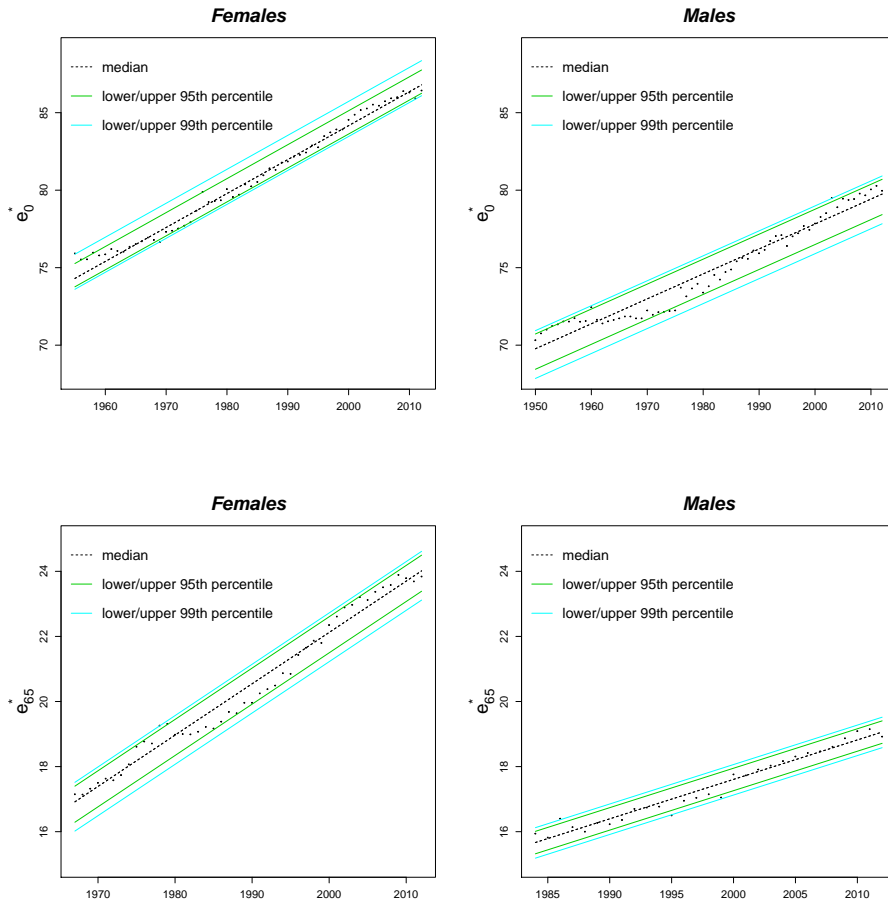 Females
median
lower/upper 95th percentile
lower/upper 99th percentile
e*0
85
80
75
70
1960 1970 1980 1990 2000 2010
Males
median
lower/upper 95th percentile
lower/upper 99th percentile
e*0
85
80
75
70
1950 1960 1970 1980 1990 2000 2010
Females
median
lower/upper 95th percentile
lower/upper 99th percentile
e*65
24
22
20
18
16
1970 1980 1990 2000 2010
Males
median
lower/upper 95th percentile
lower/upper 99th percentile
e*65
24
22
20
18
16
1985 1990 1995 2000 2005 2010